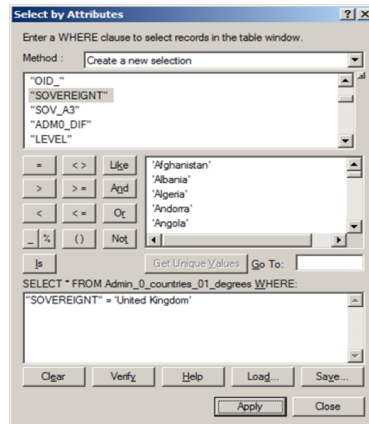 Select by Attributes
Enter a WHERE clause to select records in the table window.
Method : Create a new selection
"OID_"
"SOVEREIGNT"
"SOV_A3"
"ADM0_DIF"
"LEVEL"
= < > Like
> > = And
< < = Or
_ % () Not
'Afghanistan'
'Albania'
'Algeria'
'Andorra'
'Angola'
Is Get Unique Values Go To:
SELECT * FROM Admin_0_countries_01_degrees WHERE:
"SOVEREIGNT" = 'United Kingdom'
Clear Verify Help Load... Save...
Apply Close